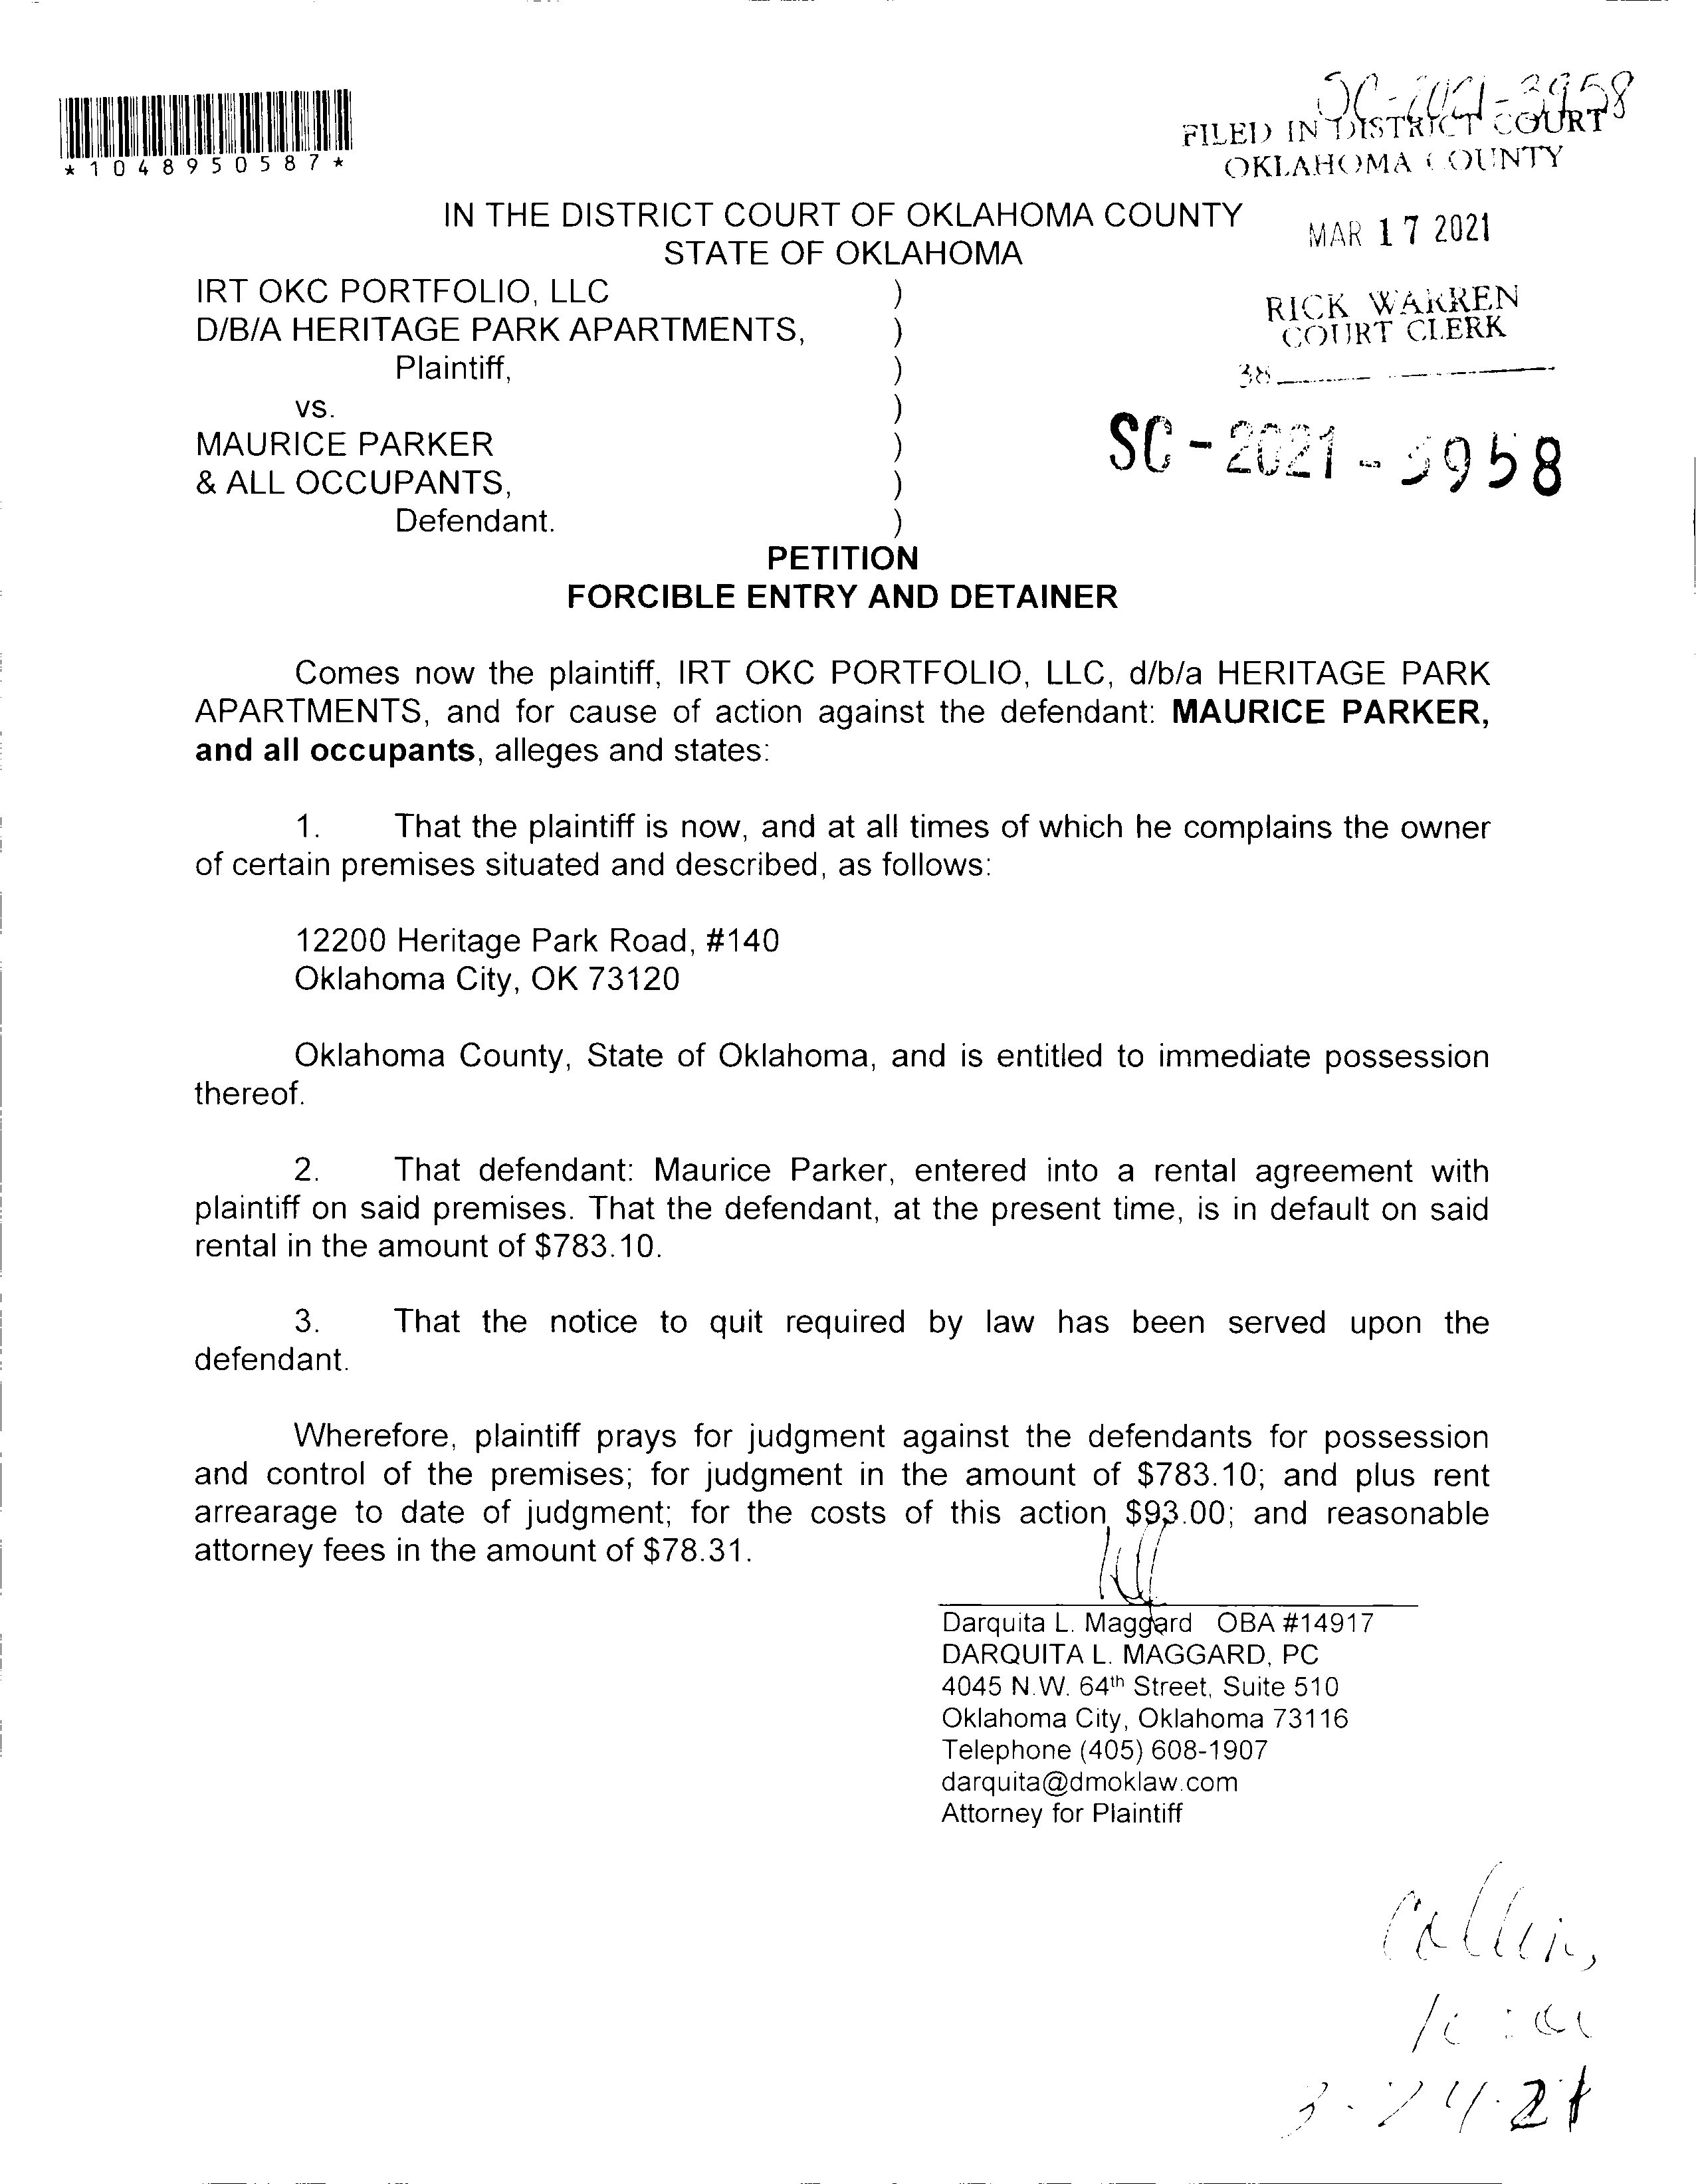 SC-2021-3958
FILED IN DISTRICT COURT
OKLAHOMA COUNTY
*1048950587*
IN THE DISTRICT COURT OF OKLAHOMA COUNTY
MAR 17 2021
STATE OF OKLAHOMA
IRT OKC PORTFOLIO, LLC )
D/B/A HERITAGE PARK APARTMENTS, )
Plaintiff, )
RICK WARREN
COURT CLERK
38
vs. )
MAURICE PARKER )
& ALL OCCUPANTS, )
Defendant. )
SC-2021-3958
PETITION
FORCIBLE ENTRY AND DETAINER
Comes now the plaintiff, IRT OKC PORTFOLIO, LLC, d/b/a HERITAGE PARK
APARTMENTS, and for cause of action against the defendant: MAURICE PARKER,
and all occupants, alleges and states:
1. That the plaintiff is now, and at all times of which he complains the owner
of certain premises situated and described, as follows:
12200 Heritage Park Road, #140
Oklahoma City, OK 73120
Oklahoma County, State of Oklahoma, and is entitled to immediate possession
thereof.
2. That defendant: Maurice Parker, entered into a rental agreement with
plaintiff on said premises. That the defendant, at the present time, is in default on said
rental in the amount of $783.10.
3. That the notice to quit required by law has been served upon the
defendant.
Wherefore, plaintiff prays for judgment against the defendants for possession
and control of the premises; for judgment in the amount of $783.10; and plus rent
arrearage to date of judgment; for the costs of this action $93.00; and reasonable
attorney fees in the amount of $78.31.
Darquita L. Maggard OBA #14917
DARQUITA L. MAGGARD, PC
4045 N.W. 64th Street, Suite 510
Oklahoma City, Oklahoma 73116
Telephone (405) 608-1907
darquita@dmoklaw.com
Attorney for Plaintiff
3-24-21